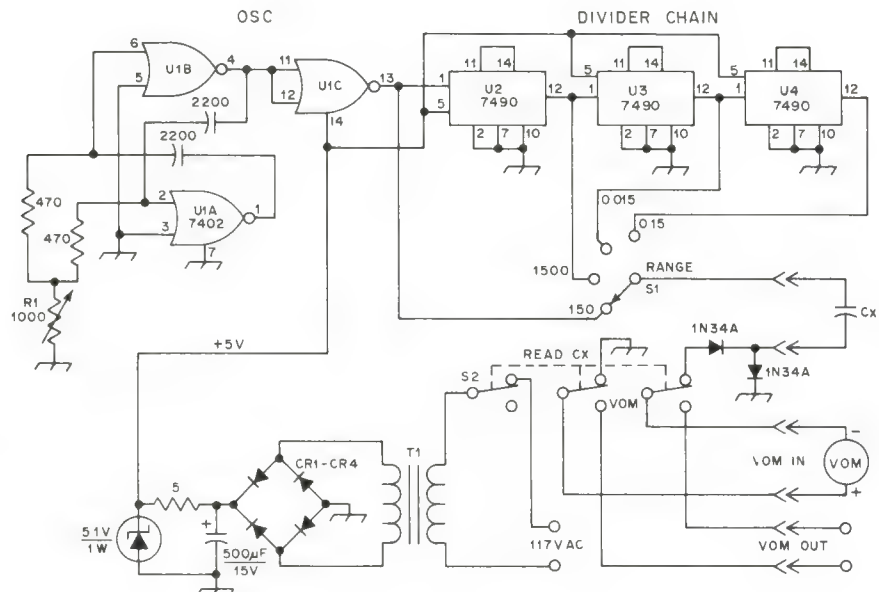 OSC
DIVIDER CHAIN
6
5
U1B
4
11
12
U1C
13
14
2200
2200
470
470
2
3
U1A
7402
1
7
R1
1000
+5V
11
14
1
5
U2
7490
12
2
7
10
11
14
5
1
U3
7490
12
2
7
10
11
14
5
1
U4
7490
12
2
7
10
0.015
0.15
1500
150
RANGE
S1
Cx
1N34A
1N34A
READ CX
S2
VOM
-
VOM IN
VOM
+
117VAC
VOM OUT
T1
CR1-CR4
5
+
500µF
15V
5.1V
1W